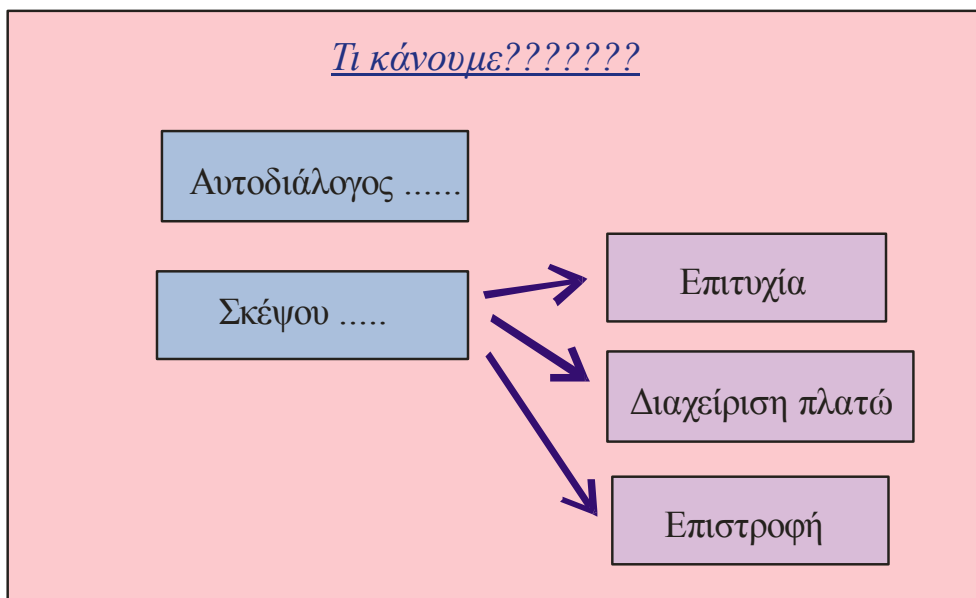 Τι κάνουμε???????
Αυτοδιάλογος ......
Σκέψου .....
Επιτυχία
Διαχείριση πλατώ
Επιστροφή